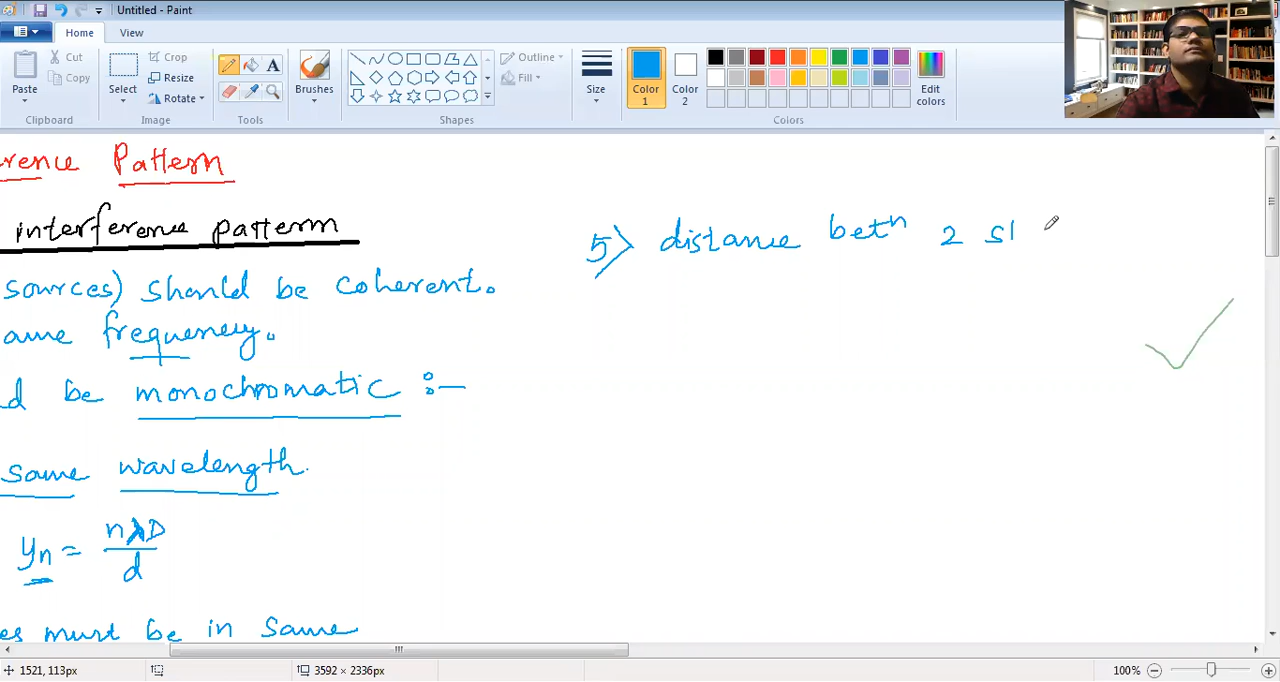 Untitled - Paint
Home View
Paste
Cut
Copy
Clipboard
Select
Crop
Resize
Rotate
Image
A
Tools
Brushes
Shapes
Outline
Fill
Size
Color
1
Color
2
Edit
colors
Colors
erence Pattern
interference patterm
sources) should be coherent.
ame frequency.
d be monochromatic :-
same wavelength.
yn = nλD
d
es must be in same
5> distance betn 2 sl
1521, 113px
3592 × 2336px
100%